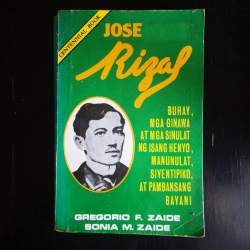 CENTENNIAL BOOK
JOSE
Rizal
BUHAY,
MGA GINAWA
AT MGA SINULAT
NG ISANG HENYO,
MANUNULAT,
SIYENTIPIKO,
AT PAMBANSANG
BAYANI
GREGORIO F. ZAIDE
SONIA M. ZAIDE